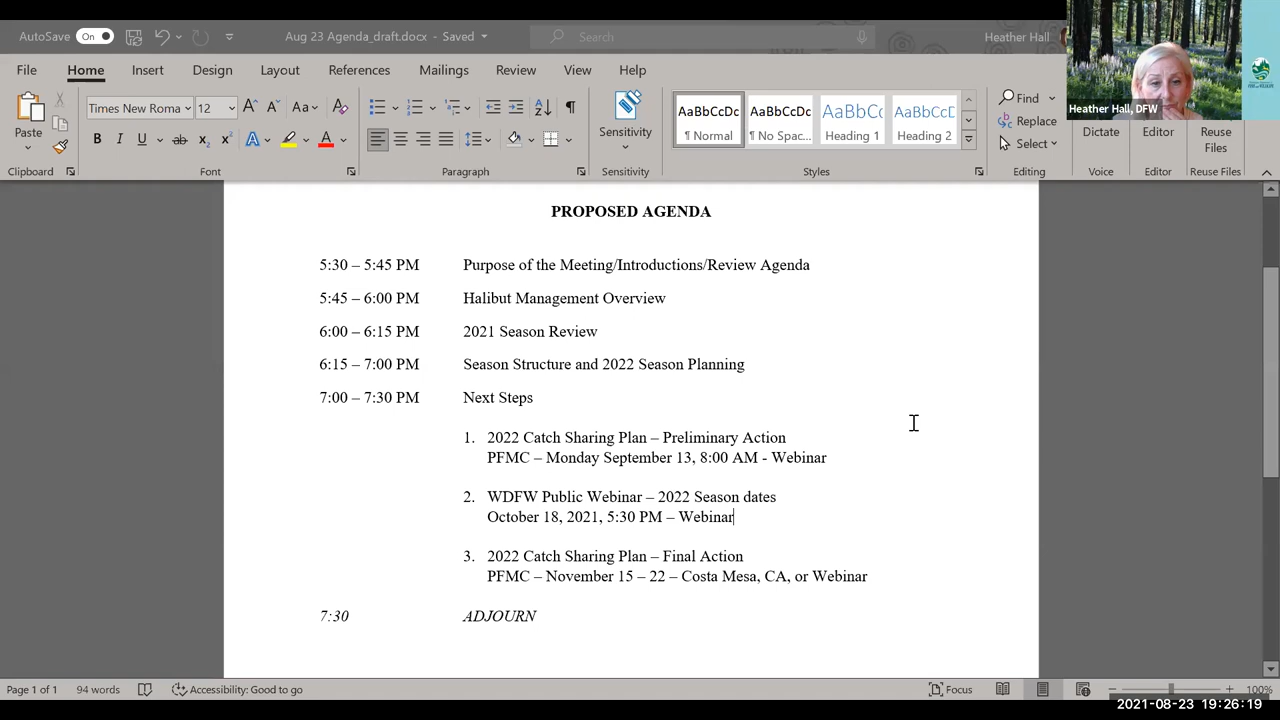 AutoSave On Aug 23 Agenda_draft.docx - Saved Search Heather Hall
File Home Insert Design Layout References Mailings Review View Help
Heather Hall, DFW
Times New Roma 12
AaBbCcDc AaBbCcDc AaBbC AaBbCcD
Find
Replace
Select
Paste
Sensitivity
¶ Normal ¶ No Spac... Heading 1 Heading 2
Dictate Editor Reuse
Files
Clipboard Font Paragraph Sensitivity Styles Editing Voice Editor Reuse Files
PROPOSED AGENDA
5:30 – 5:45 PM Purpose of the Meeting/Introductions/Review Agenda
5:45 – 6:00 PM Halibut Management Overview
6:00 – 6:15 PM 2021 Season Review
6:15 – 7:00 PM Season Structure and 2022 Season Planning
7:00 – 7:30 PM Next Steps
1. 2022 Catch Sharing Plan – Preliminary Action
PFMC – Monday September 13, 8:00 AM - Webinar
2. WDFW Public Webinar – 2022 Season dates
October 18, 2021, 5:30 PM – Webinar
3. 2022 Catch Sharing Plan – Final Action
PFMC – November 15 – 22 – Costa Mesa, CA, or Webinar
7:30 ADJOURN
Page 1 of 1 94 words Accessibility: Good to go Focus 100%
2021-08-23 19:26:19